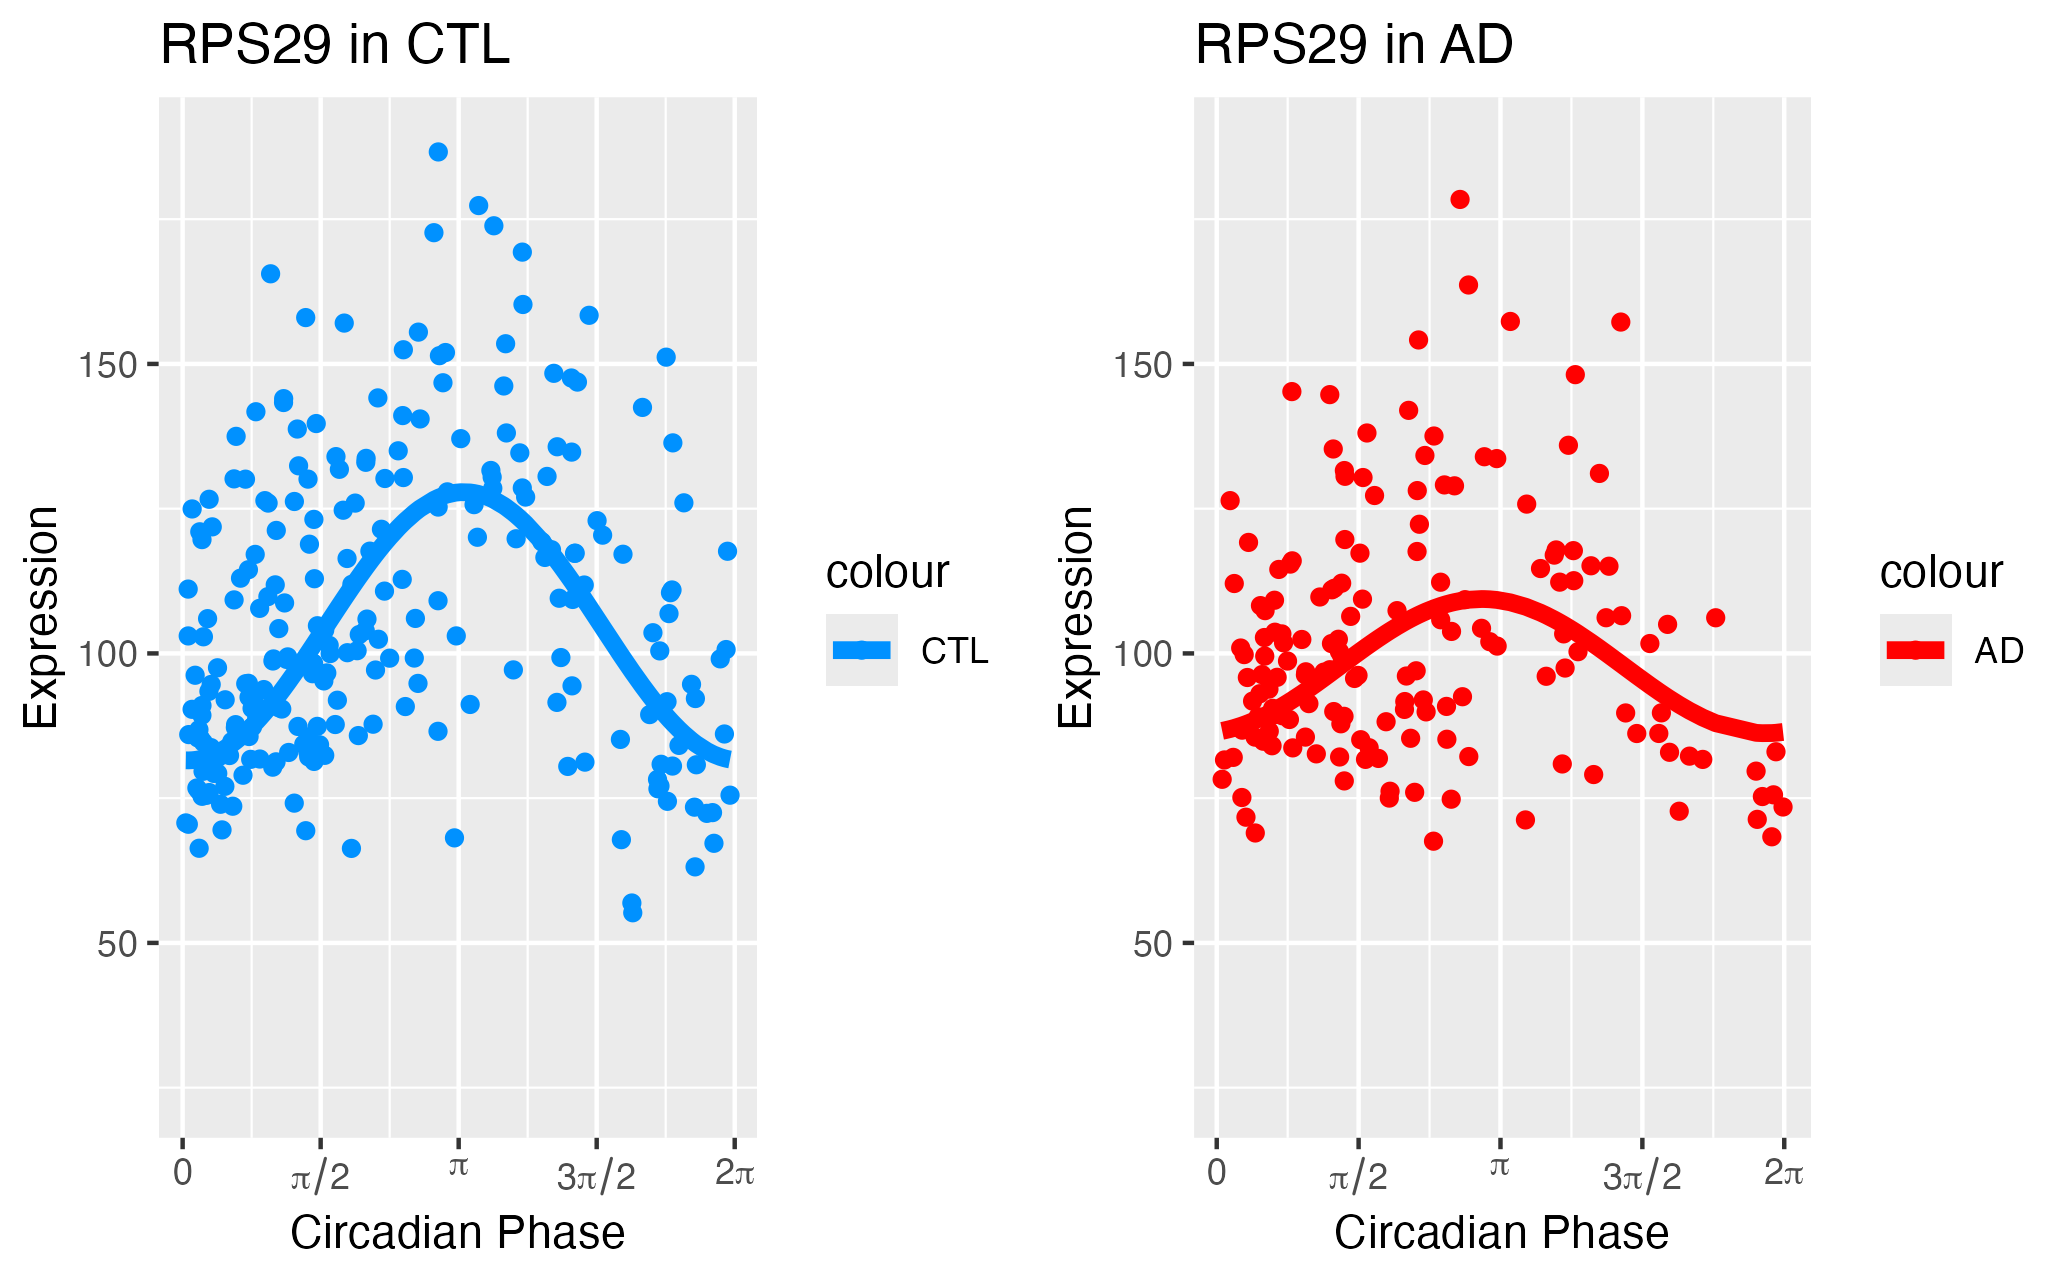 RPS29 in CTL
Expression
150
100
50
0
π/2
π
3π/2
2π
Circadian Phase
colour
CTL
RPS29 in AD
Expression
150
100
50
0
π/2
π
3π/2
2π
Circadian Phase
colour
AD